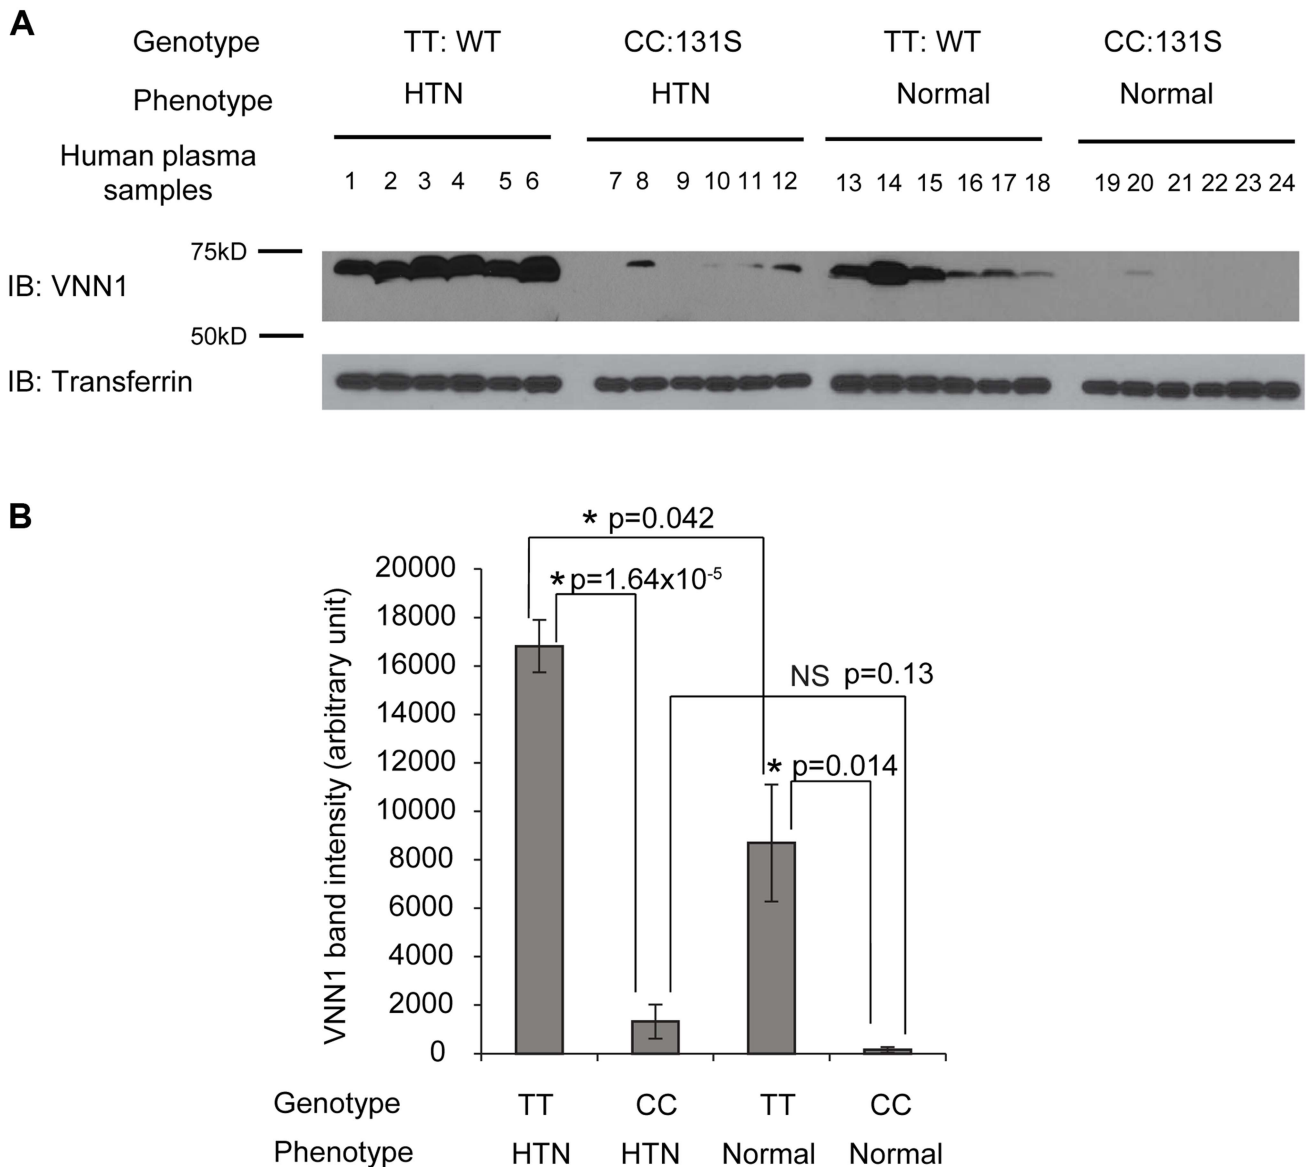 A
Genotype TT: WT CC:131S TT: WT CC:131S
Phenotype HTN HTN Normal Normal
Human plasma
samples
1 2 3 4 5 6 7 8 9 10 11 12 13 14 15 16 17 18 19 20 21 22 23 24
75kD
IB: VNN1
50kD
IB: Transferrin
B
* p=0.042
* p=1.64x10-5
NS p=0.13
* p=0.014
VNN1 band intensity (arbitrary unit)
20000
18000
16000
14000
12000
10000
8000
6000
4000
2000
0
Genotype TT CC TT CC
Phenotype HTN HTN Normal Normal